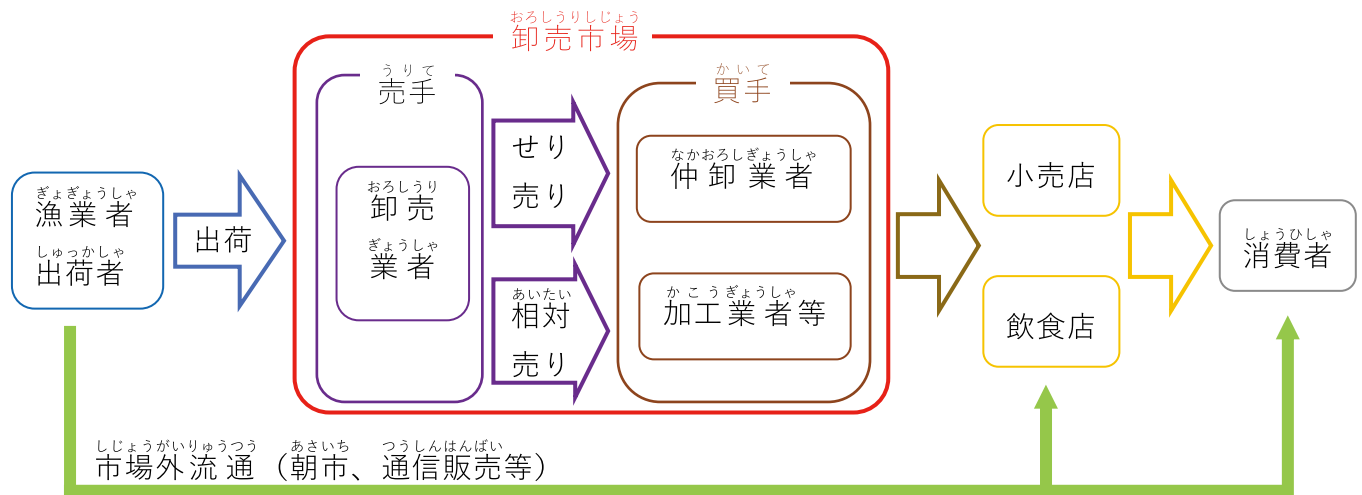 おろしうりしじょう
卸売市場
うりて
売手
かいて
買手
ぎょぎょうしゃ
漁業者
しゅっかしゃ
出荷者
出荷
おろしうり
卸売
ぎょうしゃ
業者
せり
売り
あいたい
相対
売り
なかおろしぎょうしゃ
仲卸業者
かこうぎょうしゃ
加工業者等
小売店
飲食店
しょうひしゃ
消費者
しじょうがいりゅうつう あさいち つうしんはんばい
市場外流通（朝市、通信販売等）